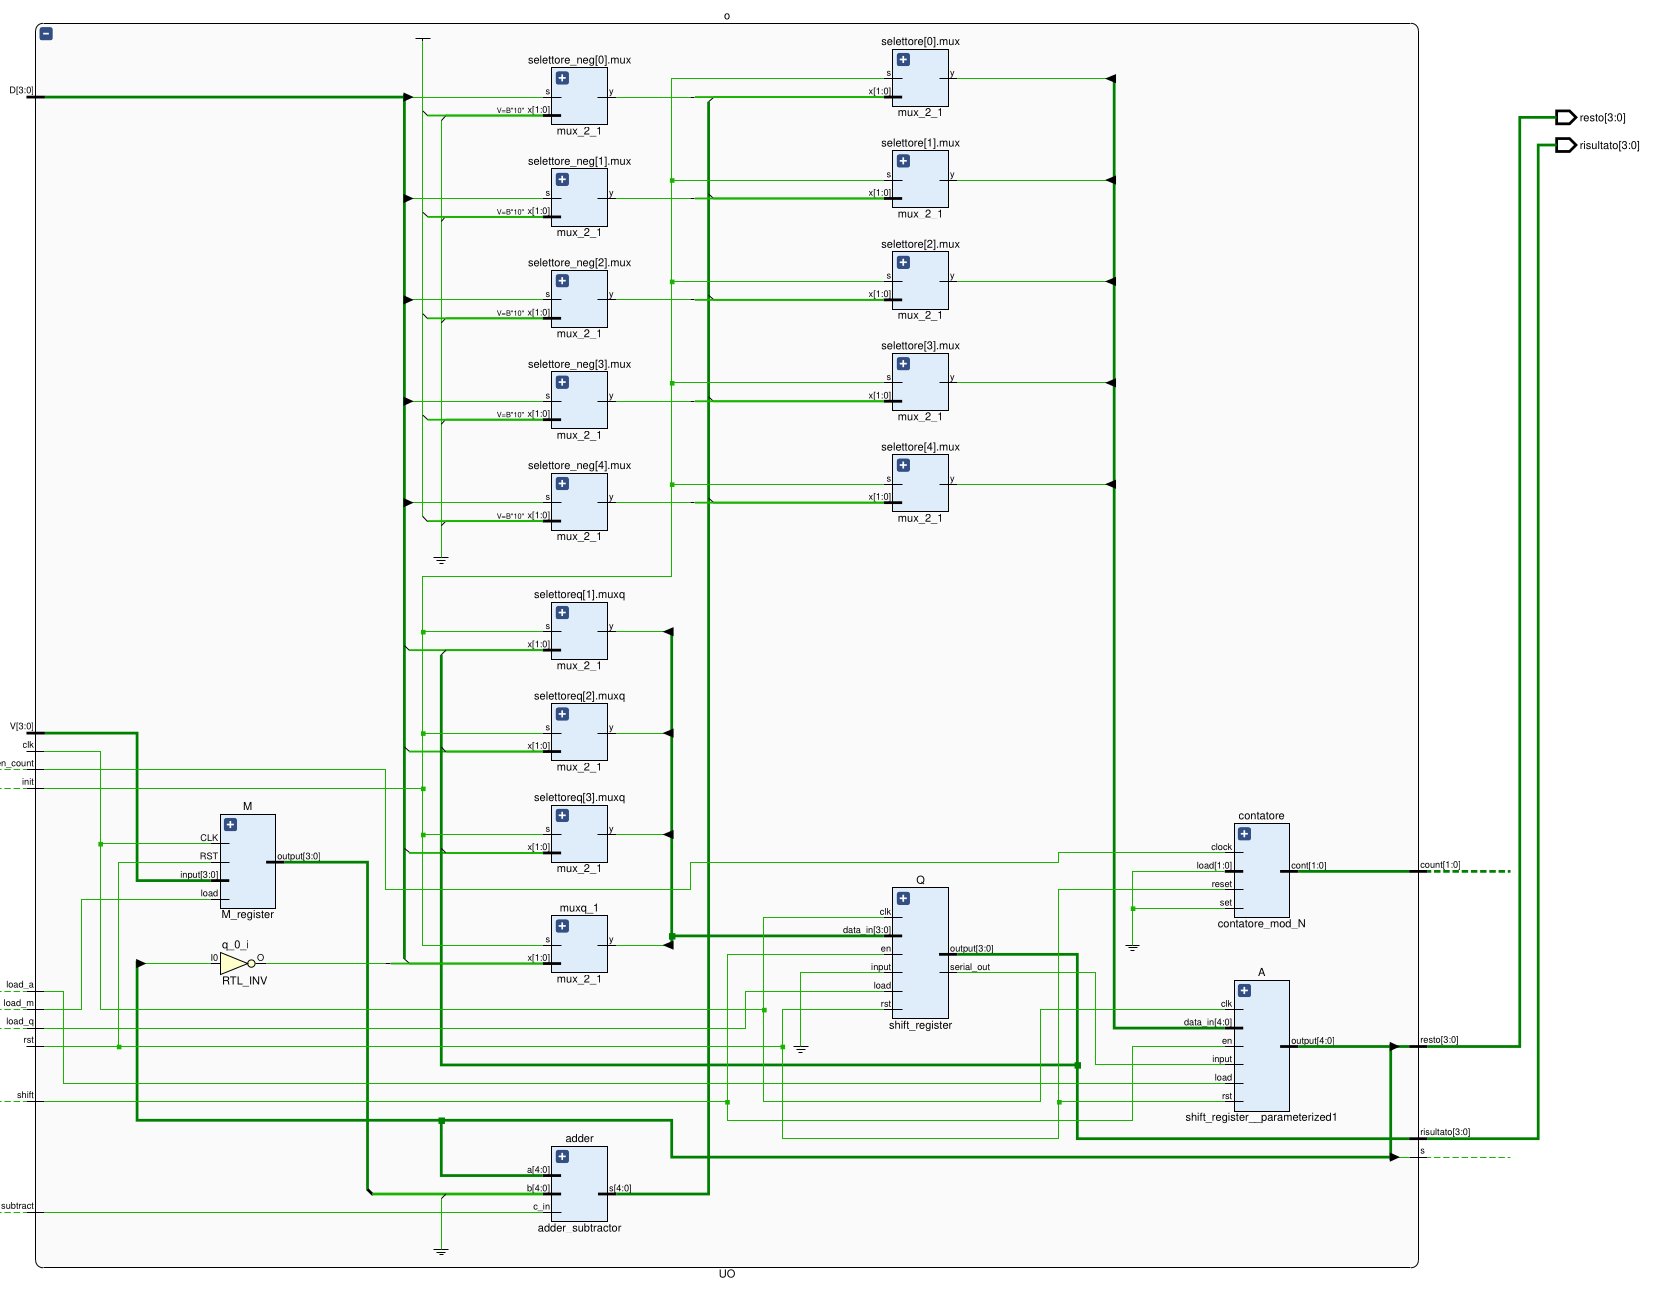 o
D[3:0]
selettore_neg[0].mux
s
V=B"10" x[1:0]
y
mux_2_1
selettore_neg[1].mux
s
V=B"10" x[1:0]
y
mux_2_1
selettore_neg[2].mux
s
V=B"10" x[1:0]
y
mux_2_1
selettore_neg[3].mux
s
V=B"10" x[1:0]
y
mux_2_1
selettore_neg[4].mux
s
V=B"10" x[1:0]
y
mux_2_1
selettore[0].mux
s
x[1:0]
y
mux_2_1
selettore[1].mux
s
x[1:0]
y
mux_2_1
selettore[2].mux
s
x[1:0]
y
mux_2_1
selettore[3].mux
s
x[1:0]
y
mux_2_1
selettore[4].mux
s
x[1:0]
y
mux_2_1
resto[3:0]
risultato[3:0]
selettoreq[1].muxq
s
x[1:0]
y
mux_2_1
selettoreq[2].muxq
s
x[1:0]
y
mux_2_1
selettoreq[3].muxq
s
x[1:0]
y
mux_2_1
muxq_1
s
x[1:0]
y
mux_2_1
V[3:0]
clk
en_count
init
M
CLK
RST
input[3:0]
load
output[3:0]
M_register
q_0_i
I0
O
RTL_INV
load_a
load_m
load_q
rst
shift
subtract
Q
clk
data_in[3:0]
en
input
load
rst
output[3:0]
serial_out
shift_register
contatore
clock
load[1:0]
reset
set
cont[1:0]
contatore_mod_N
count[1:0]
A
clk
data_in[4:0]
en
input
load
rst
output[4:0]
shift_register__parameterized1
resto[3:0]
risultato[3:0]
s
adder
a[4:0]
b[4:0]
c_in
s[4:0]
adder_subtractor
UO